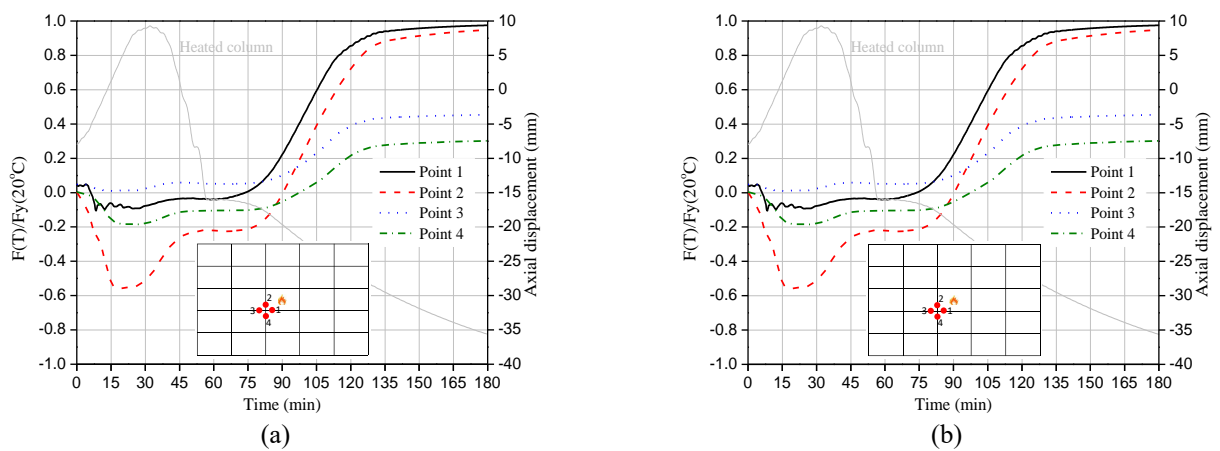 1.0 10
0.8 5
0.6 0
0.4 -5
0.2 -10
0.0 -15
-0.2 -20
-0.4 -25
-0.6 -30
-0.8 -35
-1.0 -40
F(T)/Fy(20°C)
Axial displacement (mm)
Heated column
Point 1
Point 2
Point 3
Point 4
2
3 1
4
0 15 30 45 60 75 90 105 120 135 150 165 180
Time (min)
(a)
1.0 10
0.8 5
0.6 0
0.4 -5
0.2 -10
0.0 -15
-0.2 -20
-0.4 -25
-0.6 -30
-0.8 -35
-1.0 -40
F(T)/Fy(20°C)
Axial displacement (mm)
Heated column
Point 1
Point 2
Point 3
Point 4
2
3 1
4
0 15 30 45 60 75 90 105 120 135 150 165 180
Time (min)
(b)